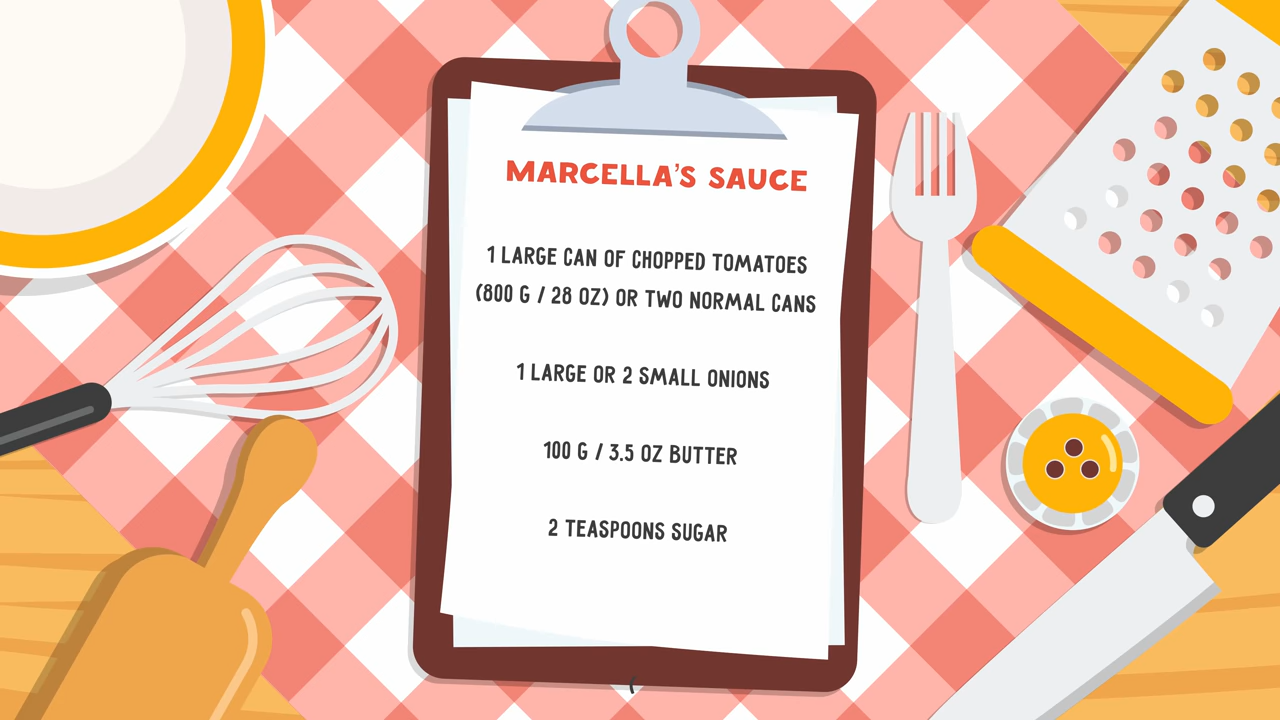 MARCELLA'S SAUCE
1 LARGE CAN OF CHOPPED TOMATOES
(800 G / 28 OZ) OR TWO NORMAL CANS
1 LARGE OR 2 SMALL ONIONS
100 G / 3.5 OZ BUTTER
2 TEASPOONS SUGAR